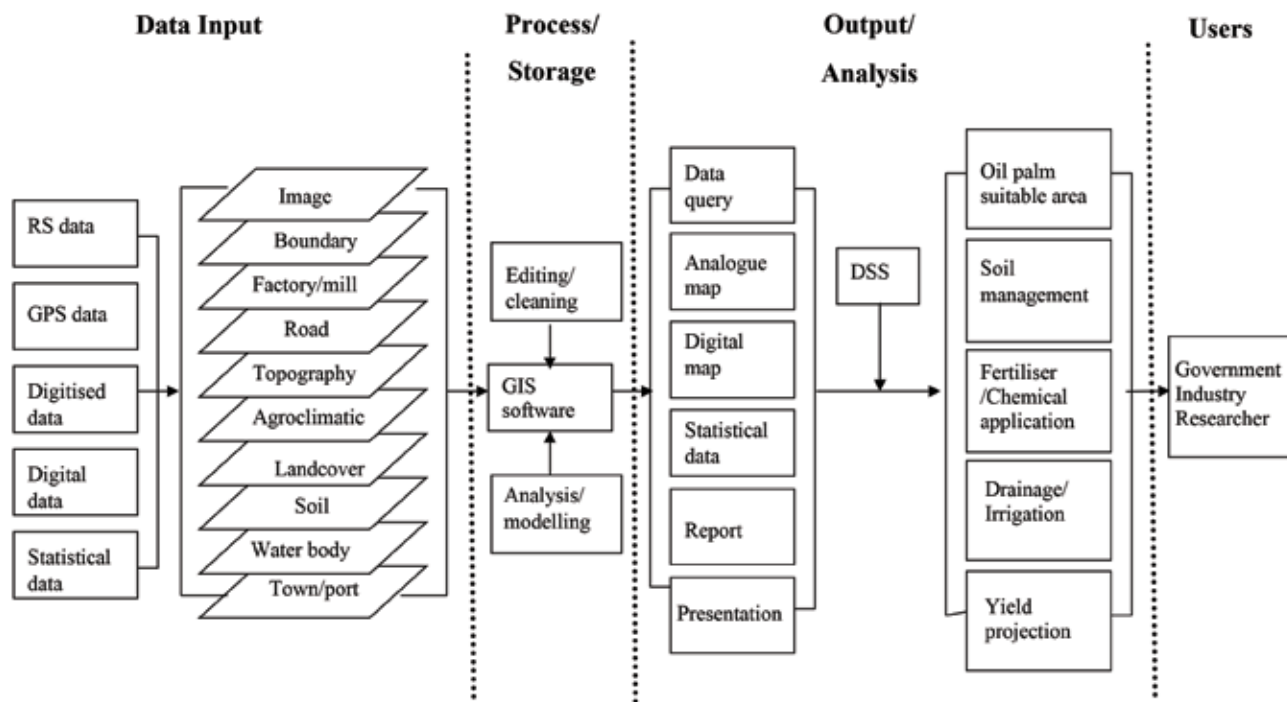 Data Input
Process/
Storage
Output/
Analysis
Users
RS data
GPS data
Digitised
data
Digital
data
Statistical
data
Image
Boundary
Factory/mill
Road
Topography
Agroclimatic
Landcover
Soil
Water body
Town/port
Editing/
cleaning
GIS
software
Analysis/
modelling
Data
query
Analogue
map
Digital
map
Statistical
data
Report
Presentation
DSS
Oil palm
suitable area
Soil
management
Fertiliser
/Chemical
application
Drainage/
Irrigation
Yield
projection
Government
Industry
Researcher